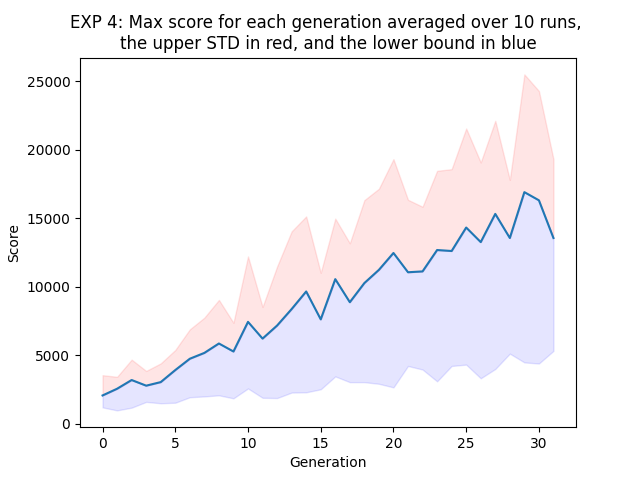 EXP 4: Max score for each generation averaged over 10 runs,
the upper STD in red, and the lower bound in blue
25000
20000
15000
10000
5000
0
Score
0 5 10 15 20 25 30
Generation